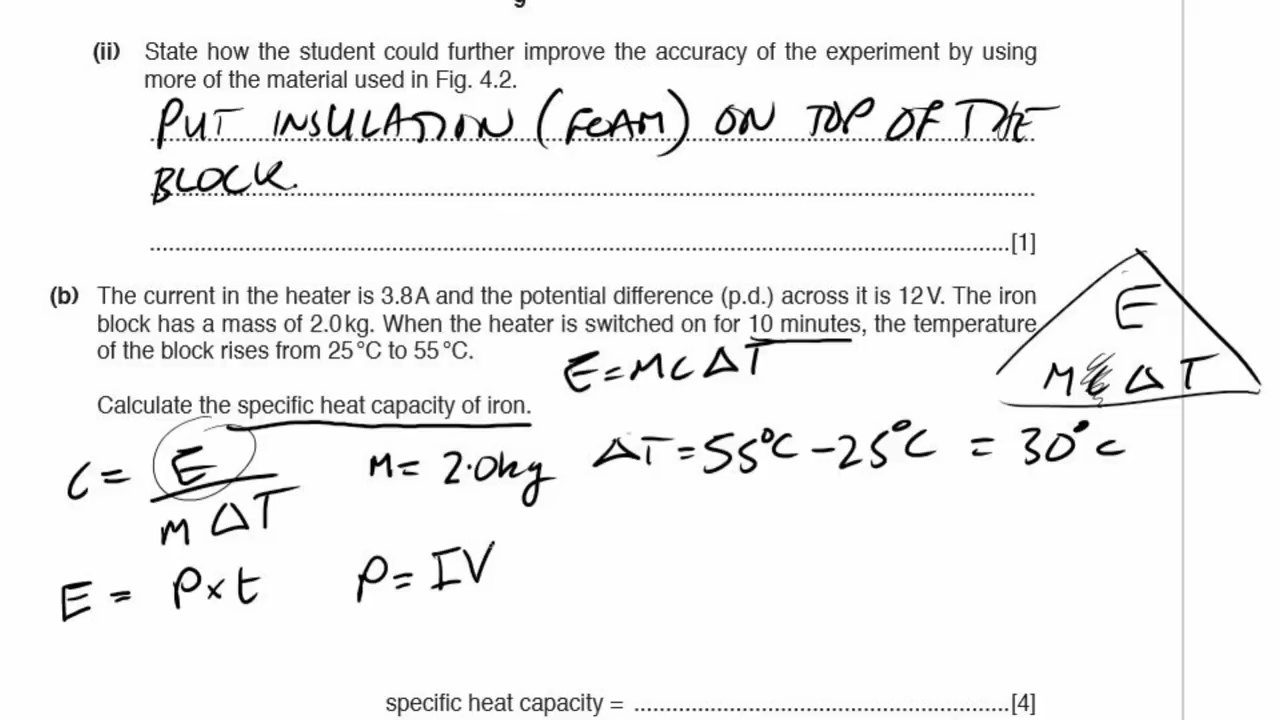 (ii) State how the student could further improve the accuracy of the experiment by using
more of the material used in Fig. 4.2.
PUT INSULATION (FOAM) ON TOP OF THE
BLOCK.
[1]
(b) The current in the heater is 3.8 A and the potential difference (p.d.) across it is 12 V. The iron
block has a mass of 2.0 kg. When the heater is switched on for 10 minutes, the temperature
of the block rises from 25 °C to 55 °C.
E
M ΔT
E = MCΔT
Calculate the specific heat capacity of iron.
C = E / mΔT
M = 2.0kg
ΔT = 55°C - 25°C = 30°C
E = P × t
P = IV
specific heat capacity = ........ [4]